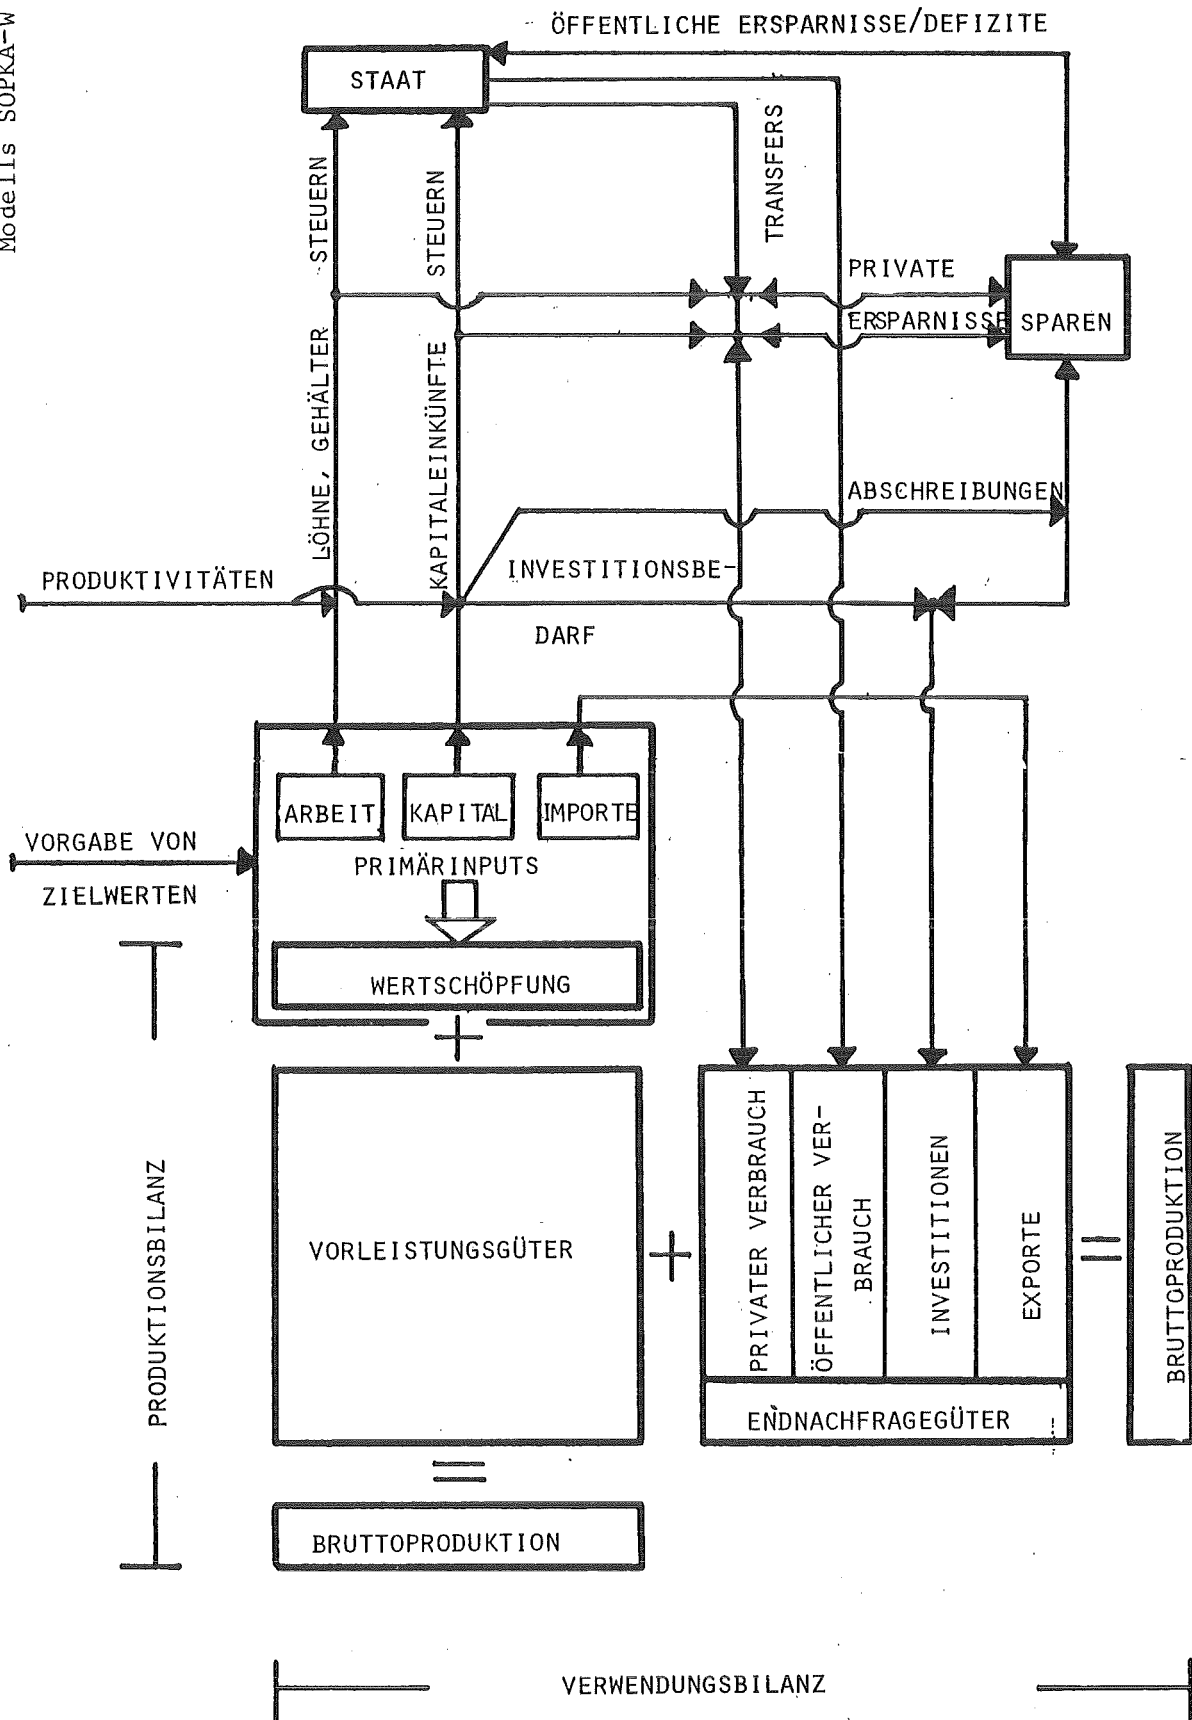 Modells SOPKA-W
ÖFFENTLICHE ERSPARNISSE/DEFIZITE
STAAT
STEUERN
STEUERN
TRANSFERS
PRIVATE
ERSPARNISSE
SPAREN
LÖHNE, GEHÄLTER
KAPITALEINKÜNFTE
ABSCHREIBUNGEN
PRODUKTIVITÄTEN
INVESTITIONSBE-
DARF
ARBEIT
KAPITAL
IMPORTE
VORGABE VON
ZIELWERTEN
PRIMÄRINPUTS
WERTSCHÖPFUNG
+
PRODUKTIONSBILANZ
VORLEISTUNGSGÜTER
+
PRIVATER VERBRAUCH
ÖFFENTLICHER VER-
BRAUCH
INVESTITIONEN
EXPORTE
=
BRUTTOPRODUKTION
ENDNACHFRAGEGÜTER
=
BRUTTOPRODUKTION
VERWENDUNGSBILANZ